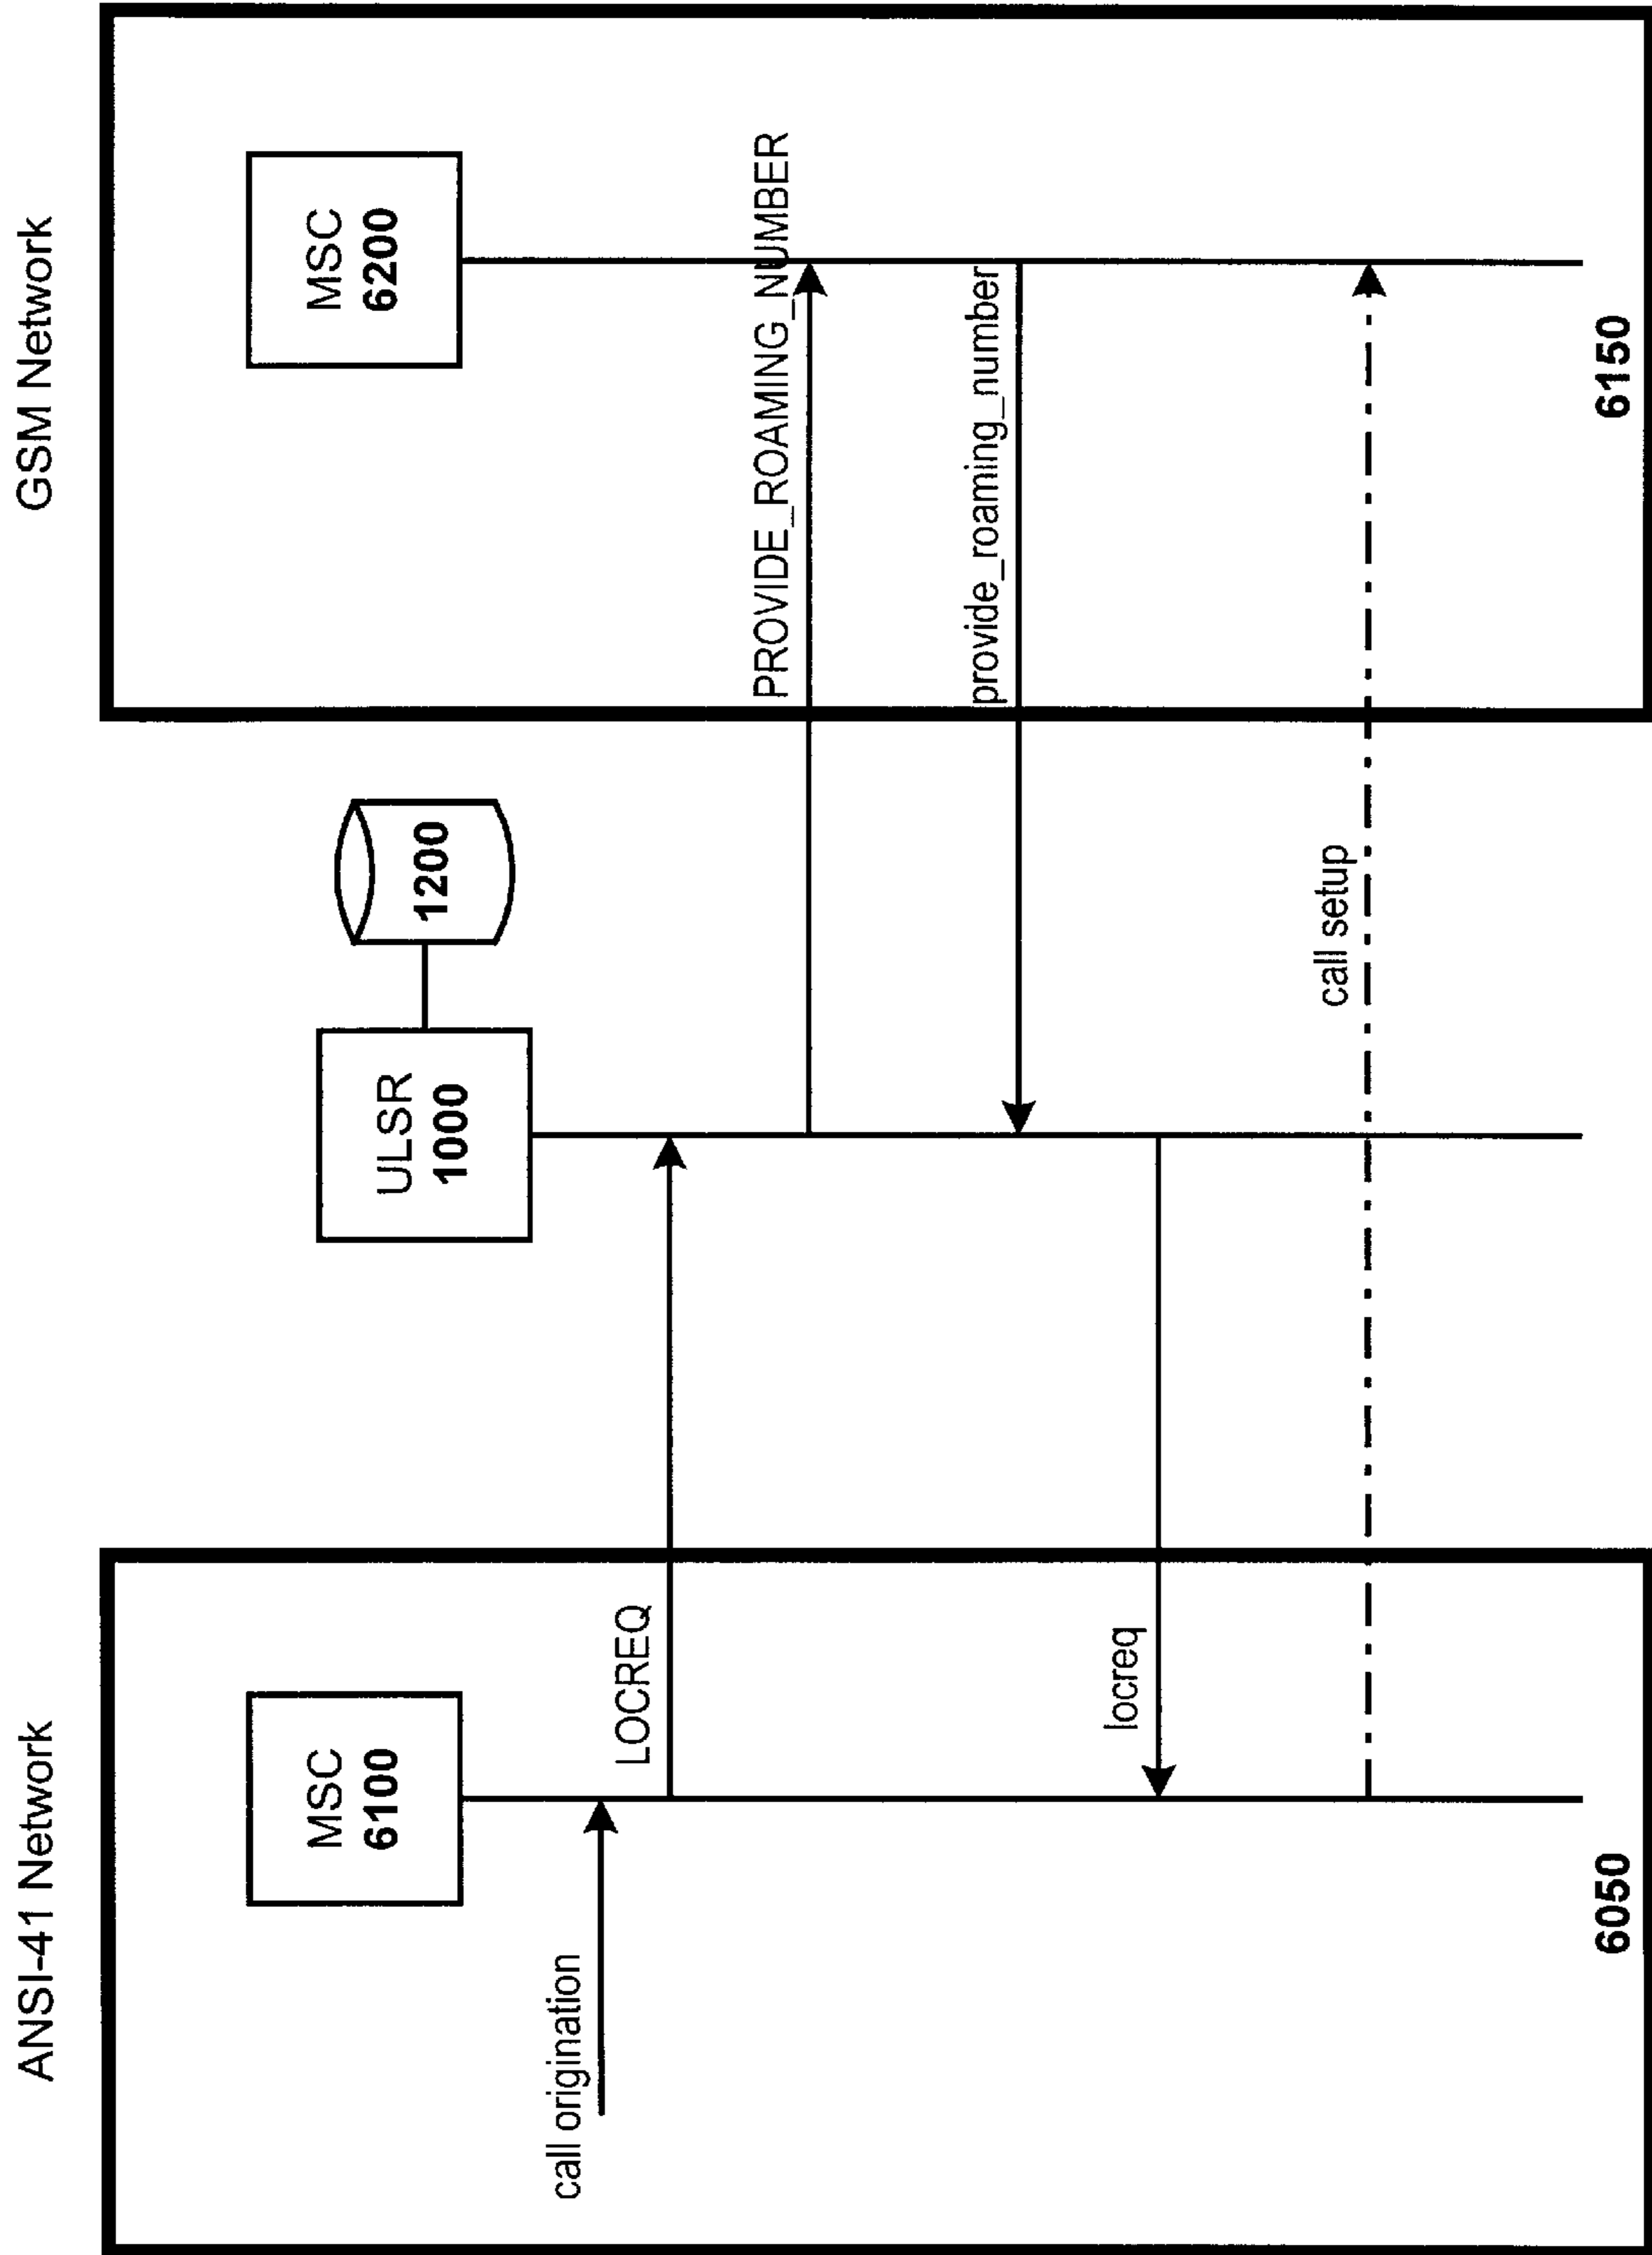 ANSI-41 Network
GSM Network
MSC
6100
ULSR
1000
1200
MSC
6200
call origination
LOCREQ
PROVIDE_ROAMING_NUMBER
provide_roaming_number
locreq
call setup
6050
6150